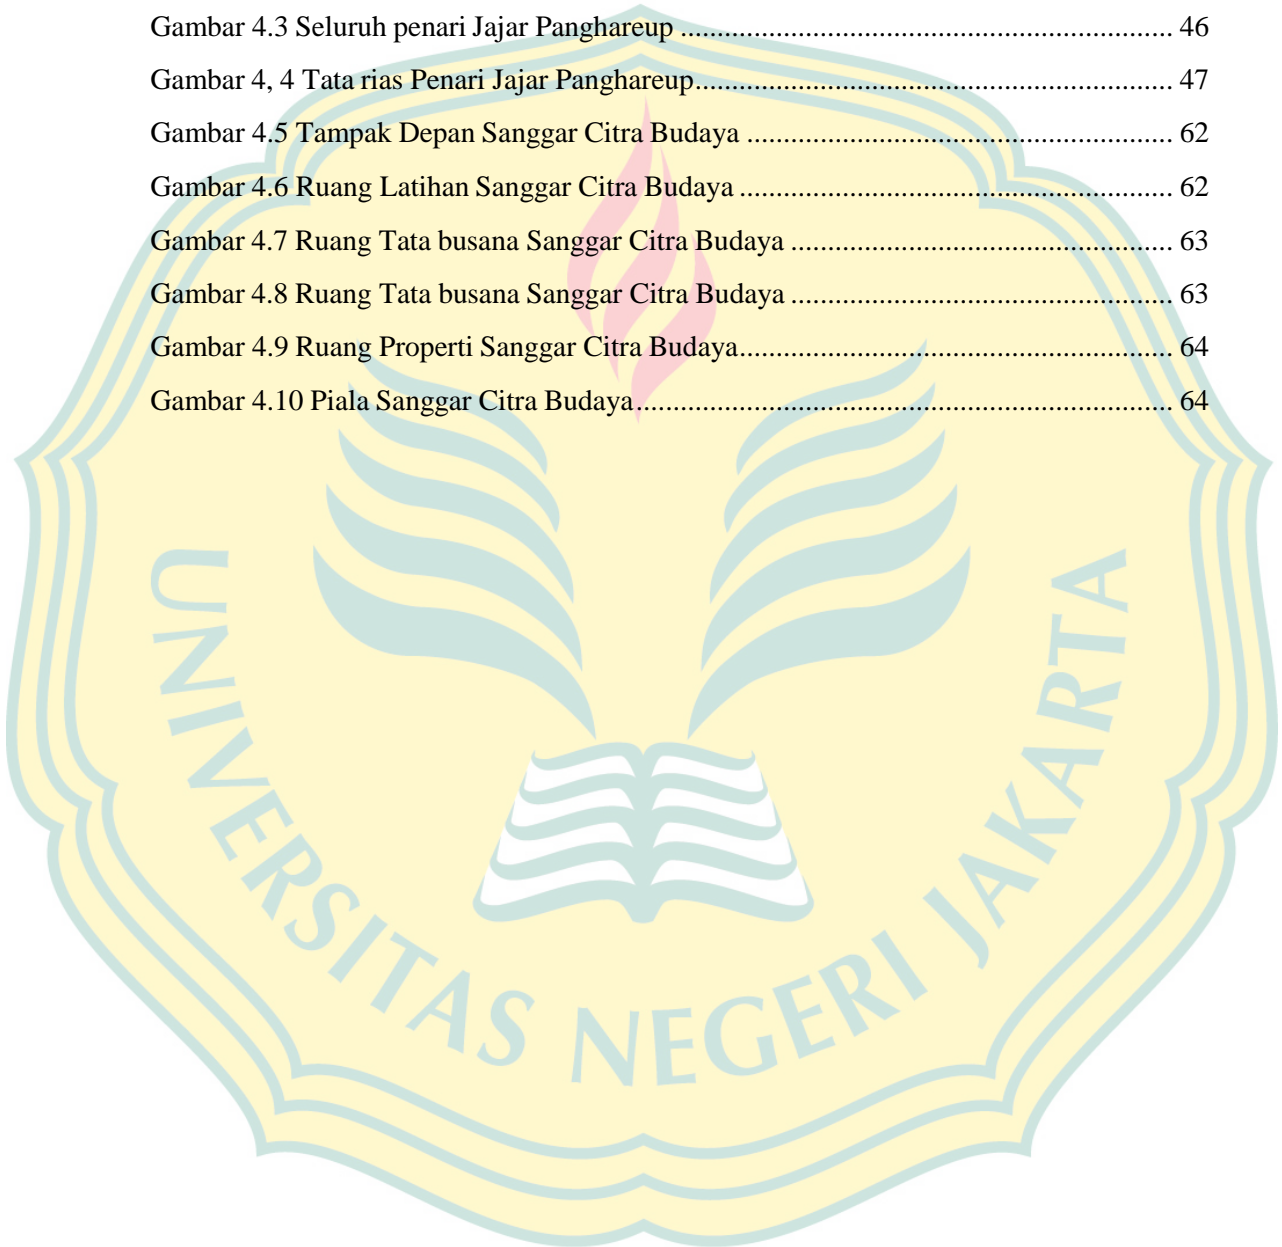 Gambar 4.3 Seluruh penari Jajar Panghareup ................................................................................ 46
Gambar 4, 4 Tata rias Penari Jajar Panghareup.............................................................................. 47
Gambar 4.5 Tampak Depan Sanggar Citra Budaya ..................................................................... 62
Gambar 4.6 Ruang Latihan Sanggar Citra Budaya ...................................................................... 62
Gambar 4.7 Ruang Tata busana Sanggar Citra Budaya .............................................................. 63
Gambar 4.8 Ruang Tata busana Sanggar Citra Budaya .............................................................. 63
Gambar 4.9 Ruang Properti Sanggar Citra Budaya...................................................................... 64
Gambar 4.10 Piala Sanggar Citra Budaya....................................................................................... 64
UNIVERSITAS NEGERI JAKARTA